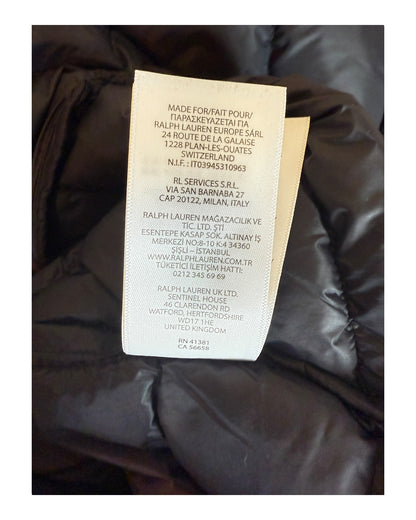 MADE FOR/FAIT POUR/
ΠΑΡΑΣΚΕΥΑΖΕΤΑΙ ΓΙΑ
RALPH LAUREN EUROPE SÀRL
24 ROUTE DE LA GALAISE
1228 PLAN-LES-OUATES
SWITZERLAND
N.I.F. : IT03945310963
RL SERVICES S.R.L.
VIA SAN BARNABA 27
CAP 20122, MILAN, ITALY
RALPH LAUREN MAĞAZACILIK VE
TİC. LTD. ŞTİ
ESENTEPE KASAP SOK. ALTINAY İŞ
MERKEZİ NO:8-10 K:4 34360
ŞİŞLİ – İSTANBUL
WWW.RALPHLAUREN.COM.TR
TÜKETİCİ İLETİŞİM HATTI:
0212 345 69 69
RALPH LAUREN UK LTD.
SENTINEL HOUSE
46 CLARENDON RD
WATFORD, HERTFORDSHIRE
WD17 1HE
UNITED KINGDOM
RN 41381
CA 56658